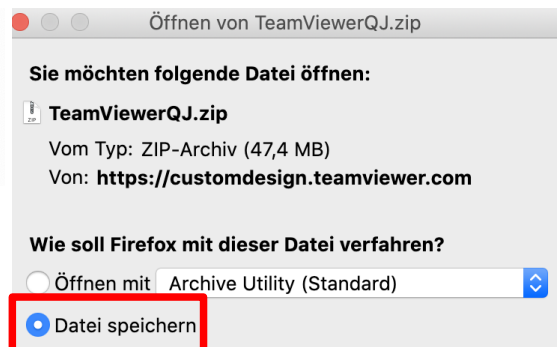 Öffnen von TeamViewerQJ.zip
Sie möchten folgende Datei öffnen:
ZIP
TeamViewerQJ.zip
Vom Typ: ZIP-Archiv (47,4 MB)
Von: https://customdesign.teamviewer.com
Wie soll Firefox mit dieser Datei verfahren?
Öffnen mit Archive Utility (Standard)
Datei speichern